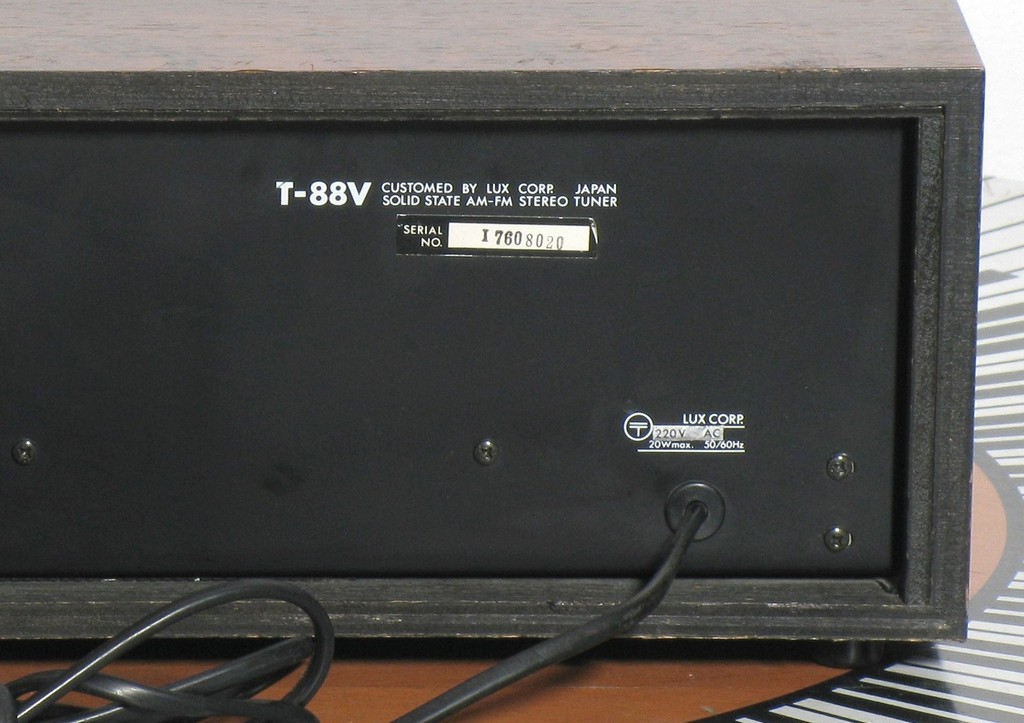 T-88V CUSTOMED BY LUX CORP. JAPAN
SOLID STATE AM-FM STEREO TUNER
SERIAL NO. I 7608020
LUX CORP.
220V AC
20Wmax. 50/60Hz